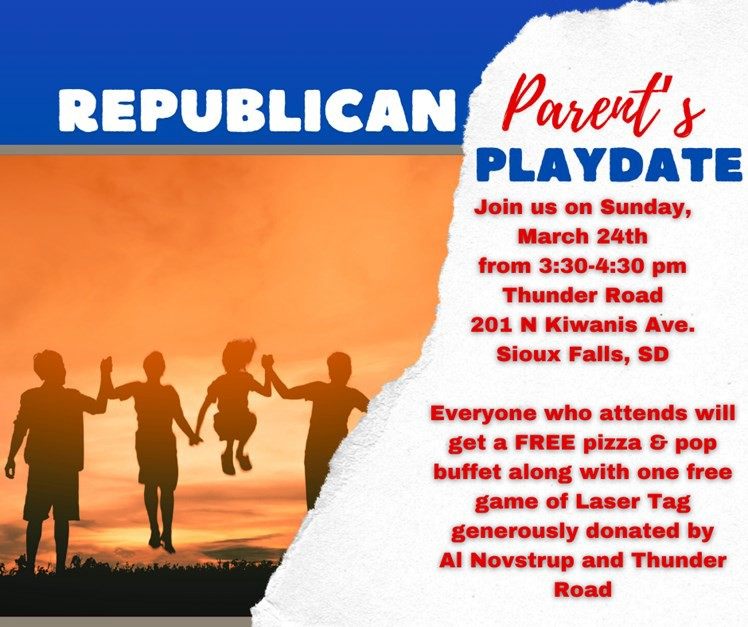 REPUBLICAN
Parent's
PLAYDATE
Join us on Sunday,
March 24th
from 3:30-4:30 pm
Thunder Road
201 N Kiwanis Ave.
Sioux Falls, SD
Everyone who attends will
get a FREE pizza & pop
buffet along with one free
game of Laser Tag
generously donated by
Al Novstrup and Thunder
Road